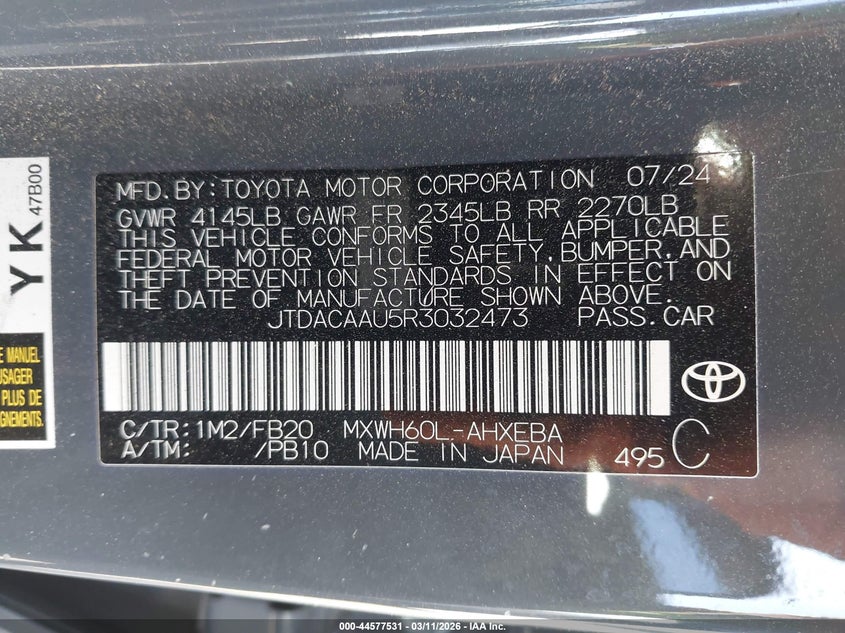 YK
47B00
E MANUEL
USAGER
PLUS DE
GNEMENTS.
MFD. BY: TOYOTA MOTOR CORPORATION 07/24
GVWR 4145LB GAWR FR 2345LB RR 2270LB
THIS VEHICLE CONFORMS TO ALL APPLICABLE
FEDERAL MOTOR VEHICLE SAFETY, BUMPER, AND
THEFT PREVENTION STANDARDS IN EFFECT ON
THE DATE OF MANUFACTURE SHOWN ABOVE.
JTDACAAU5R3032473 PASS. CAR
C/TR: 1M2/FB20 MXWH60L-AHXEBA
A/TM: /PB10 MADE IN JAPAN 495 C
000-44577531 - 03/11/2026 - IAA Inc.